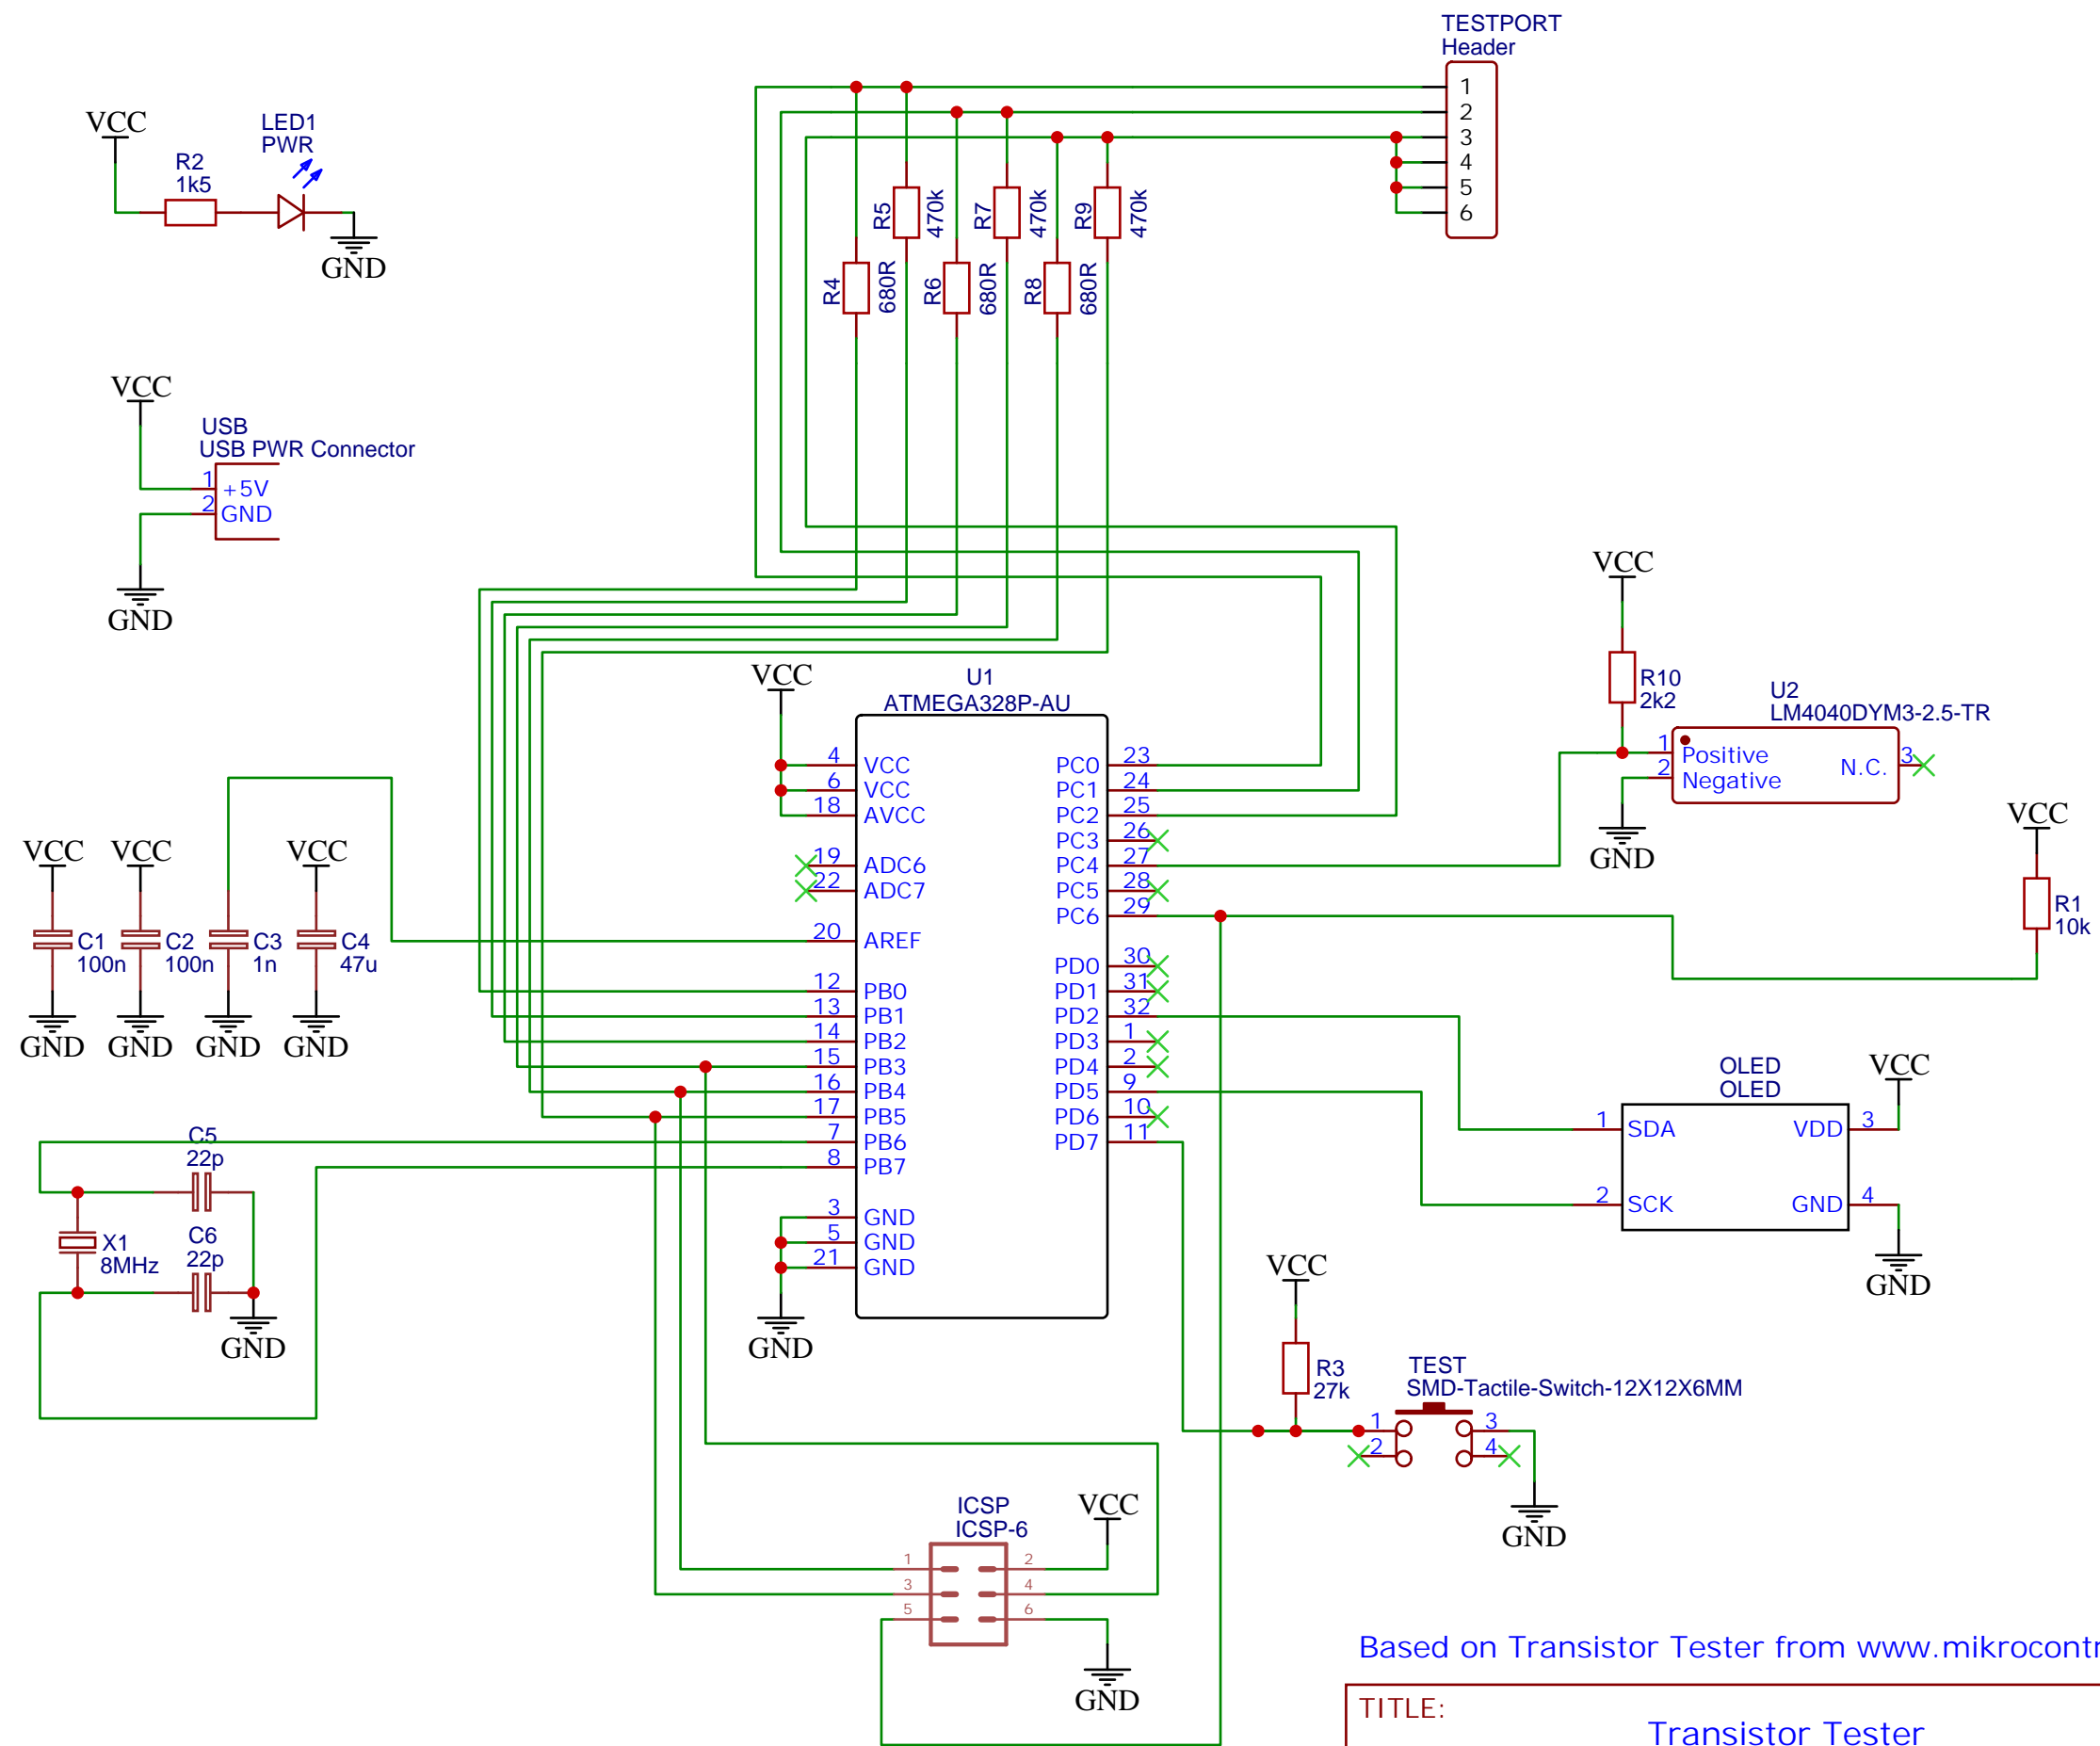 TESTPORT
Header
1
2
3
4
5
6
VCC
R2
1k5
LED1
PWR
GND
R5
470k
R7
470k
R9
470k
R4
680R
R6
680R
R8
680R
VCC
USB
USB PWR Connector
1 +5V
2 GND
GND
VCC
U1
ATMEGA328P-AU
4 VCC
6 VCC
18 AVCC
19 ADC6
22 ADC7
20 AREF
12 PB0
13 PB1
14 PB2
15 PB3
16 PB4
17 PB5
7 PB6
8 PB7
3 GND
5 GND
21 GND
GND
PC0 23
PC1 24
PC2 25
PC3 26
PC4 27
PC5 28
PC6 29
PD0 30
PD1 31
PD2 32
PD3 1
PD4 2
PD5 9
PD6 10
PD7 11
VCC
R10
2k2
U2
LM4040DYM3-2.5-TR
1 Positive
2 Negative
N.C. 3
GND
VCC
R1
10k
VCC VCC VCC
C1
100n
C2
100n
C3
1n
C4
47u
GND GND GND GND
C5
22p
X1
8MHz
C6
22p
GND
OLED
OLED
VCC
1 SDA VDD 3
2 SCK GND 4
GND
VCC
R3
27k
TEST
SMD-Tactile-Switch-12X12X6MM
1 3
2 4
GND
ICSP
ICSP-6
VCC
1 2
3 4
5 6
GND
Based on Transistor Tester from
TITLE:
Transistor Tester